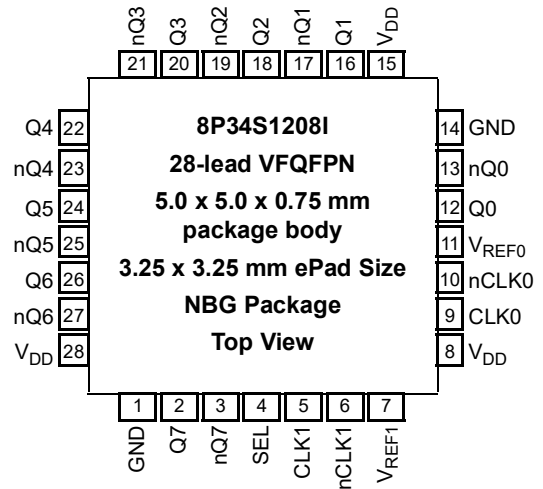 nQ3 Q3 nQ2 Q2 nQ1 Q1 VDD
21 20 19 18 17 16 15
Q4 22
nQ4 23
Q5 24
nQ5 25
Q6 26
nQ6 27
VDD 28
8P34S1208I
28-lead VFQFPN
5.0 x 5.0 x 0.75 mm
package body
3.25 x 3.25 mm ePad Size
NBG Package
Top View
14 GND
13 nQ0
12 Q0
11 VREF0
10 nCLK0
9 CLK0
8 VDD
1 2 3 4 5 6 7
GND Q7 nQ7 SEL CLK1 nCLK1 VREF1